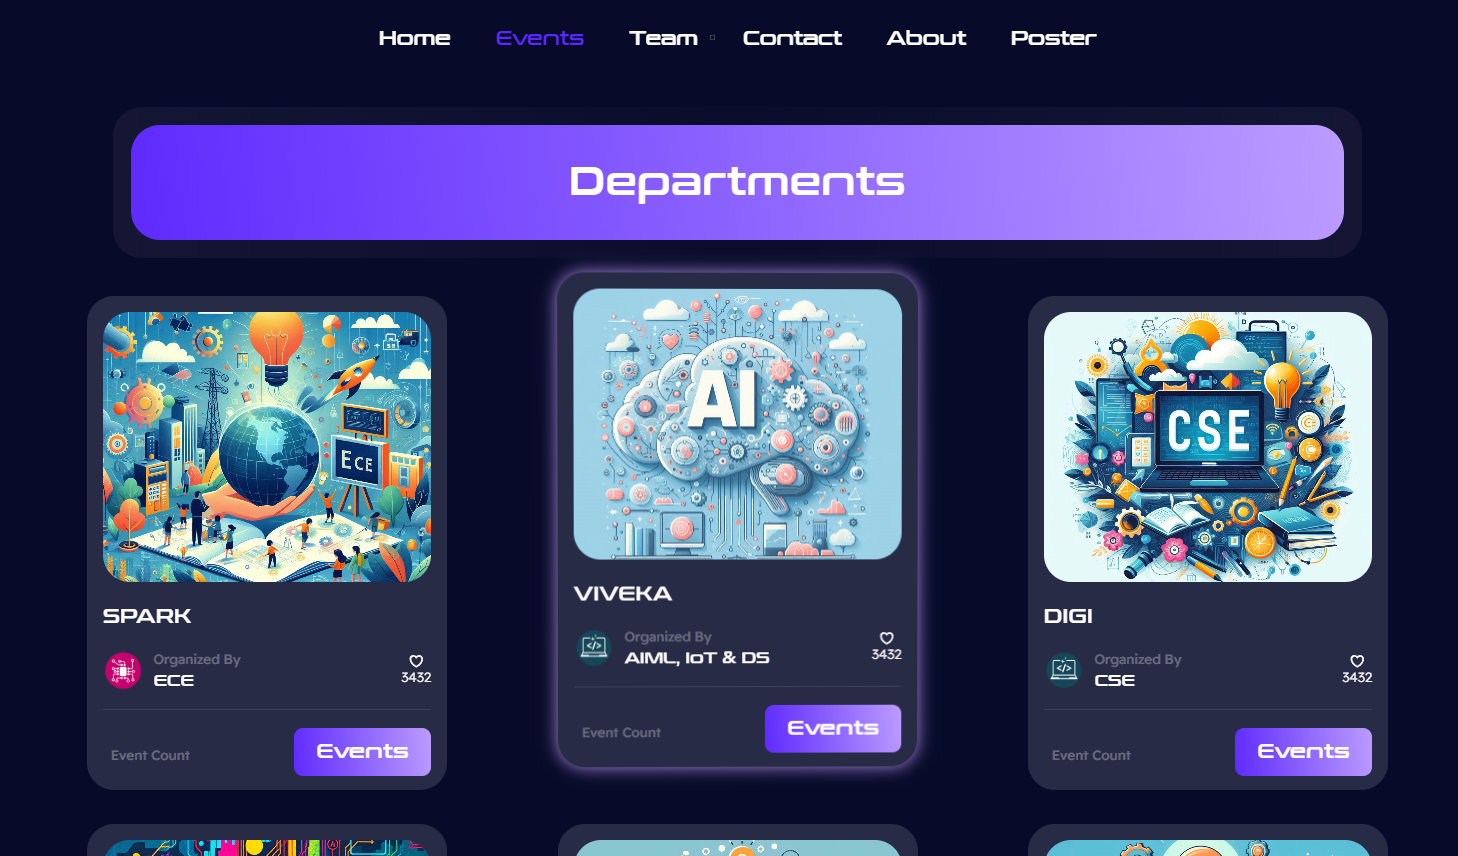 Home Events Team Contact About Poster
Departments
ECE
SPARK
Organized By
ECE
3432
Event Count
Events
AI
VIVEKA
Organized By
AIML, IoT & DS
3432
Event Count
Events
CSE
DIGI
Organized By
CSE
3432
Event Count
Events